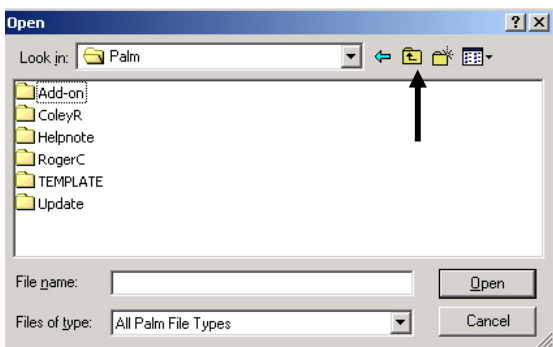 Open
Look in: Palm
Add-on
ColeyR
Helpnote
RogerC
TEMPLATE
Update
File name: Open
Files of type: All Palm File Types Cancel